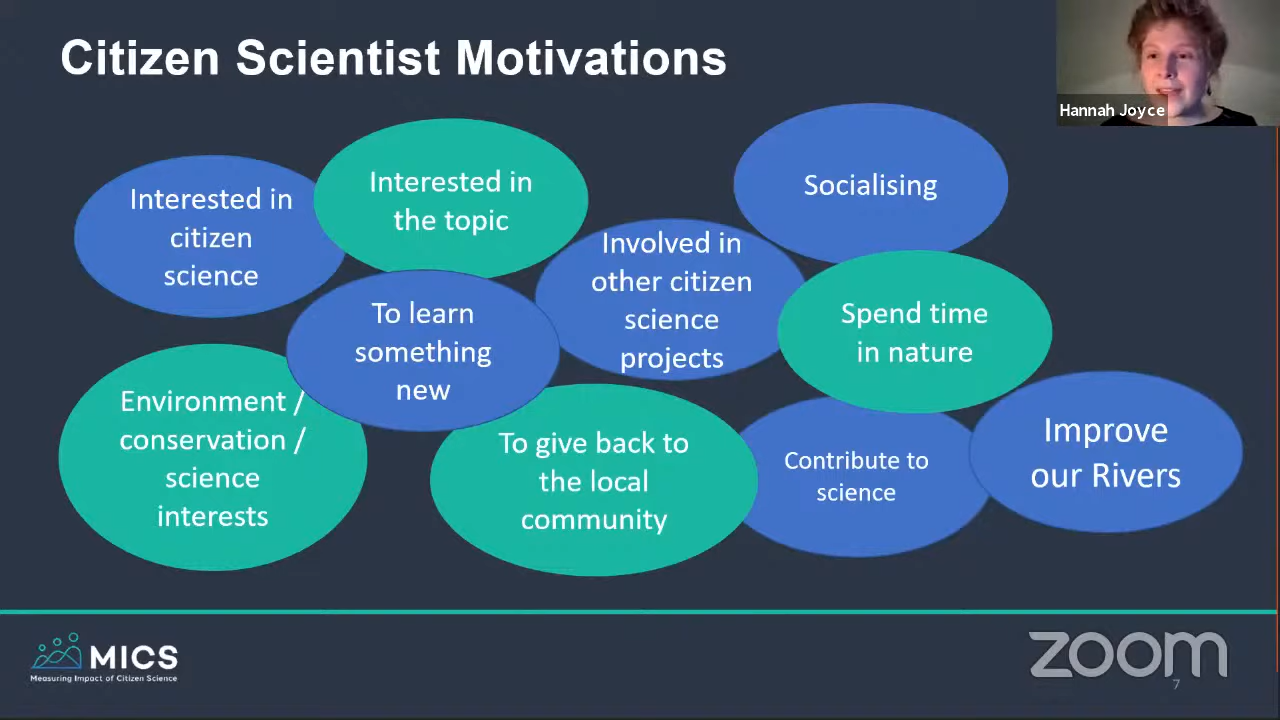 Citizen Scientist Motivations
Hannah Joyce
Interested in
citizen
science
Interested in
the topic
Socialising
Involved in
other citizen
science
projects
To learn
something
new
Spend time
in nature
Environment /
conservation /
science
interests
To give back to
the local
community
Contribute to
science
Improve
our Rivers
MICS
Measuring Impact of Citizen Science
zoom
7